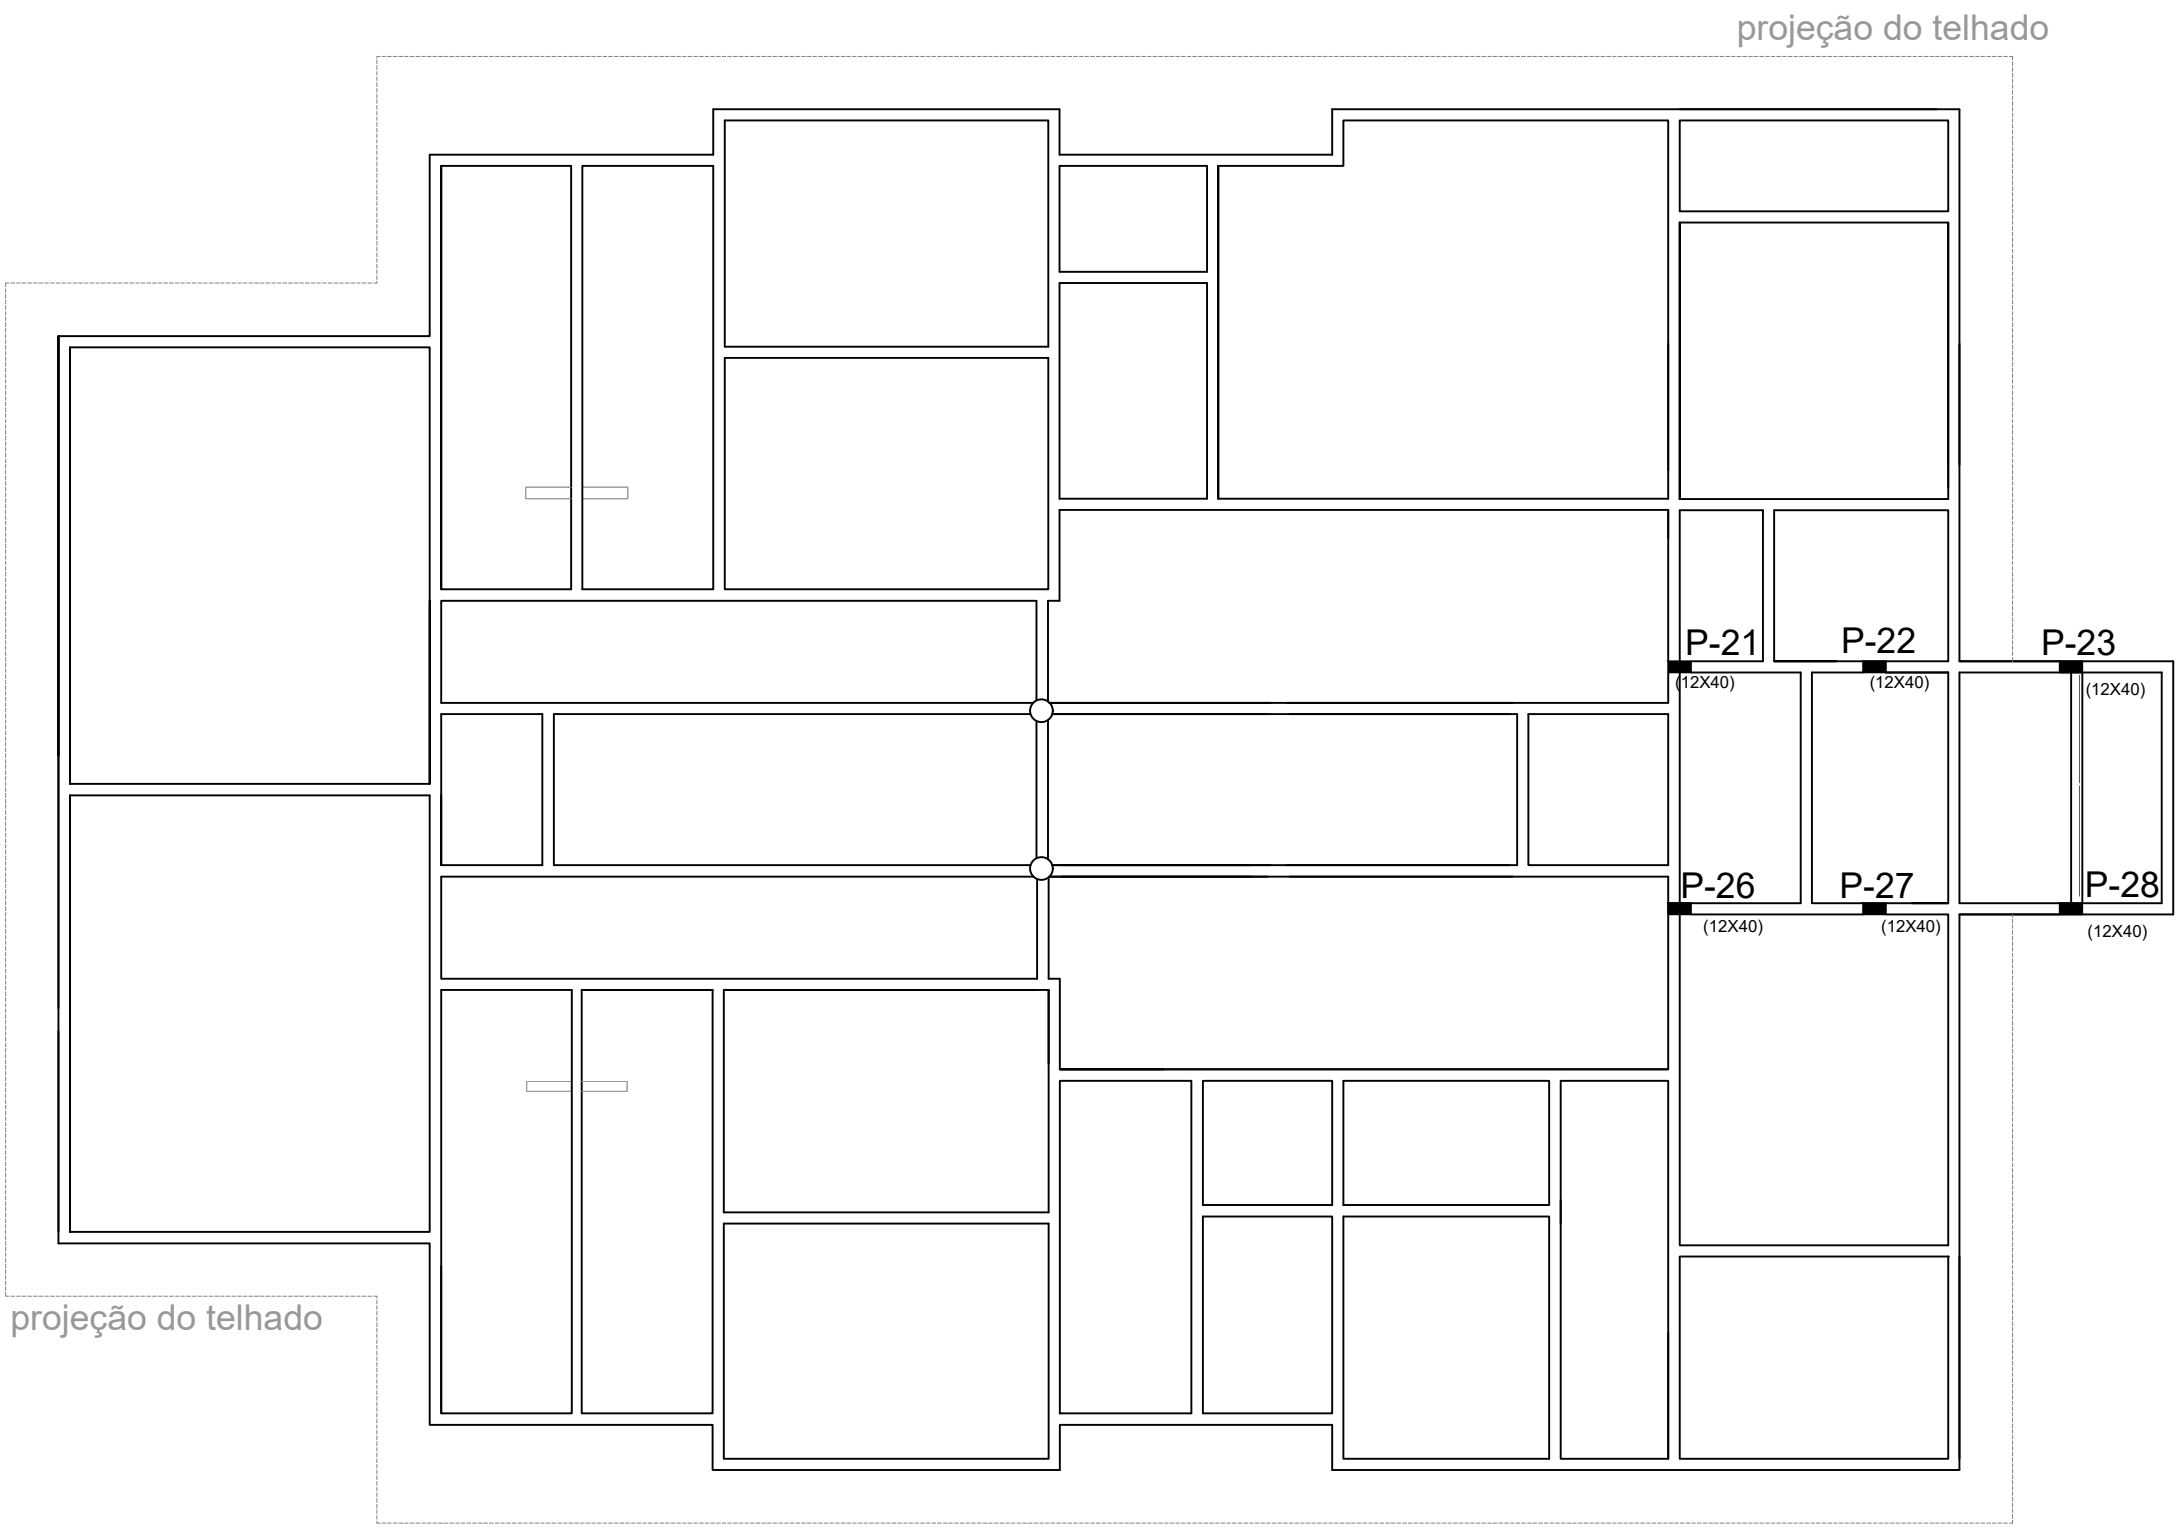 projeção do telhado
P-21
P-22
P-23
(12X40)
(12X40)
(12X40)
P-26
P-27
P-28
(12X40)
(12X40)
(12X40)
projeção do telhado